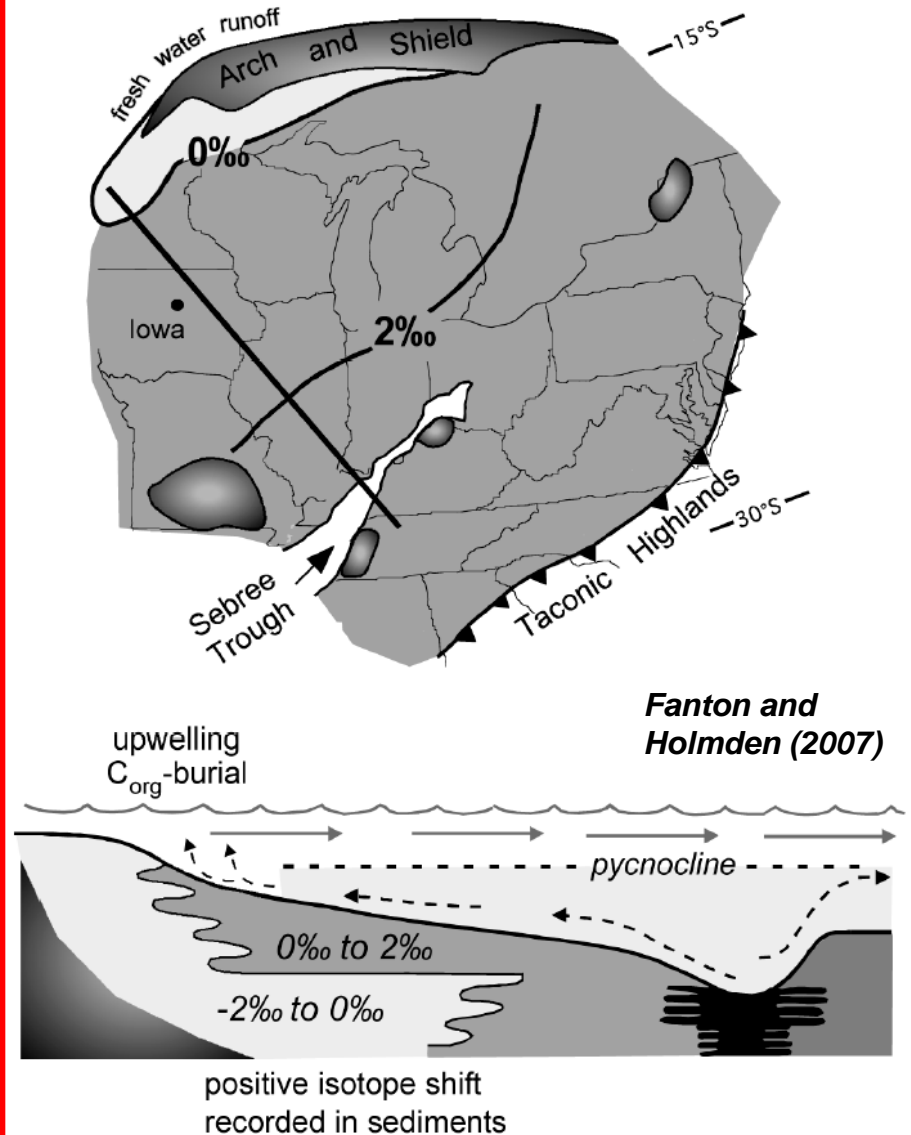 fresh water runoff
Arch and Shield
15°S
0‰
2‰
Iowa
30°S
Taconic Highlands
Sebree
Trough
Fanton and
Holmden (2007)
upwelling
Corg-burial
pycnocline
0‰ to 2‰
-2‰ to 0‰
positive isotope shift
recorded in sediments